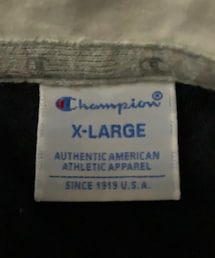 Champion®
X-LARGE
AUTHENTIC AMERICAN
ATHLETIC APPAREL
SINCE 1919 U.S.A.